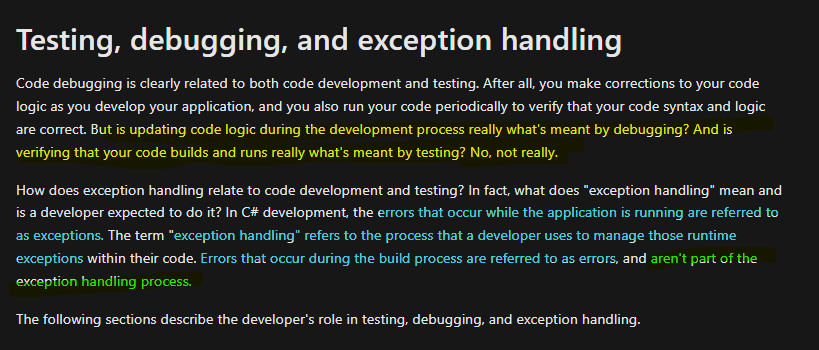 Testing, debugging, and exception handling
Code debugging is clearly related to both code development and testing. After all, you make corrections to your code
logic as you develop your application, and you also run your code periodically to verify that your code syntax and logic
are correct. But is updating code logic during the development process really what's meant by debugging? And is
verifying that your code builds and runs really what's meant by testing? No, not really.
How does exception handling relate to code development and testing? In fact, what does "exception handling" mean and
is a developer expected to do it? In C# development, the errors that occur while the application is running are referred to
as exceptions. The term "exception handling" refers to the process that a developer uses to manage those runtime
exceptions within their code. Errors that occur during the build process are referred to as errors, and aren't part of the
exception handling process.
The following sections describe the developer's role in testing, debugging, and exception handling.